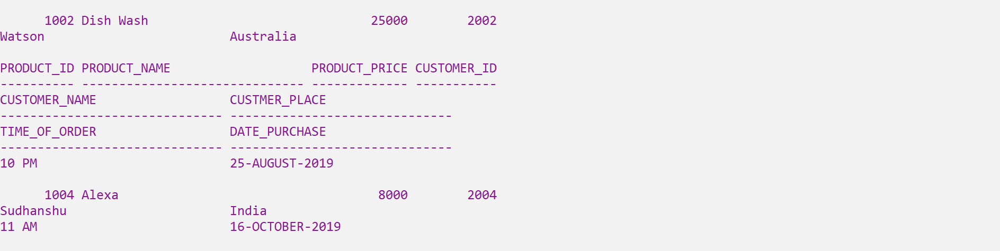 1002 Dish Wash 25000 2002
Watson Australia
PRODUCT_ID PRODUCT_NAME PRODUCT_PRICE CUSTOMER_ID
---------- ------------------------------ ------------- -----------
CUSTOMER_NAME CUSTMER_PLACE
------------------------------ ------------------------------
TIME_OF_ORDER DATE_PURCHASE
------------------------------ ------------------------------
10 PM 25-AUGUST-2019
1004 Alexa 8000 2004
Sudhanshu India
11 AM 16-OCTOBER-2019